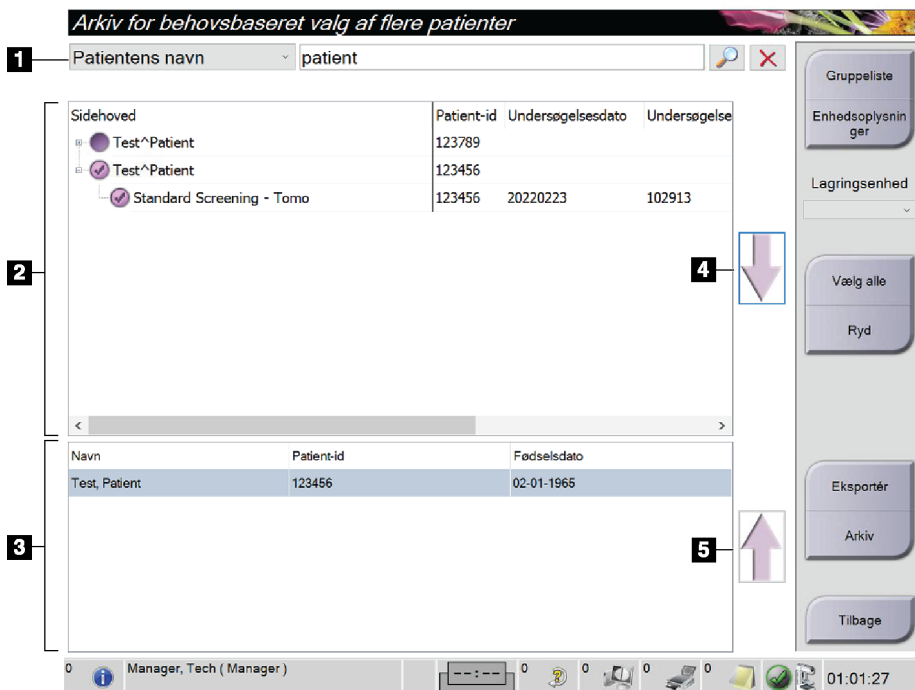 Arkiv for behovsbaseret valg af flere patienter
1
Patientens navn
patient
Gruppeliste
Enhedsoplysnin
ger
Lagringsenhed
2
Sidehoved
Patient-id
Undersøgelsesdato
Undersøgelse
Test^Patient
123789
Test^Patient
123456
Standard Screening - Tomo
123456
20220223
102913
4
Vælg alle
Ryd
3
Navn
Patient-id
Fødselsdato
Test, Patient
123456
02-01-1965
5
Eksportér
Arkiv
Tilbage
0
Manager, Tech ( Manager )
--:--
0
0
0
0
01:01:27